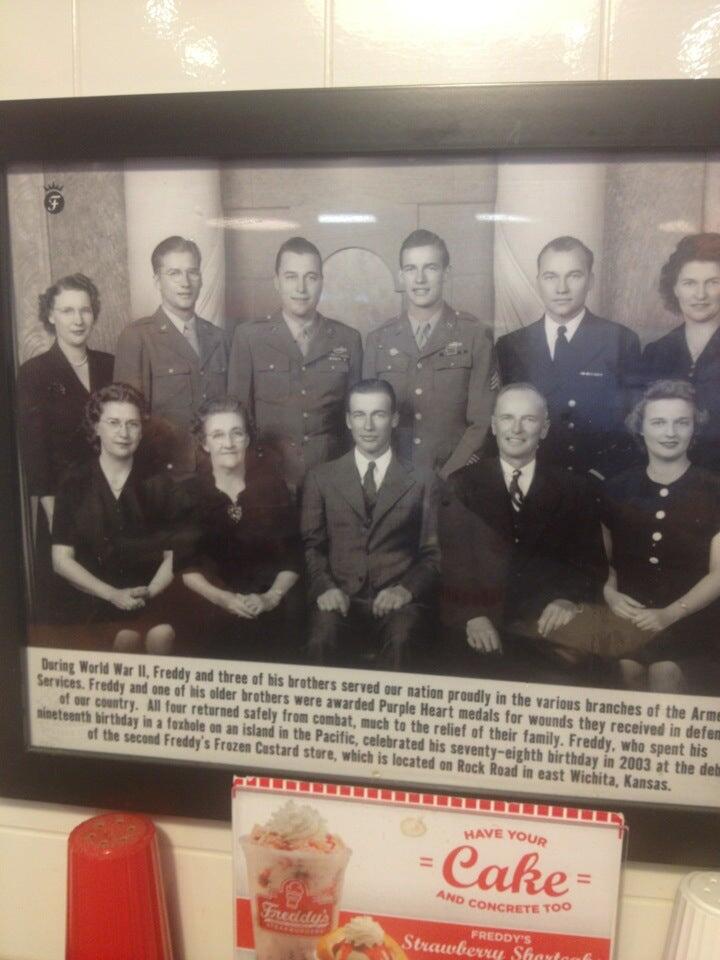 F
During World War II, Freddy and three of his brothers served our nation proudly in the various branches of the Arme
Services. Freddy and one of his older brothers were awarded Purple Heart medals for wounds they received in defen
of our country. All four returned safely from combat, much to the relief of their family. Freddy, who spent his
nineteenth birthday in a foxhole on an island in the Pacific, celebrated his seventy-eighth birthday in 2003 at the deb
of the second Freddy's Frozen Custard store, which is located on Rock Road in east Wichita, Kansas.
HAVE YOUR
= Cake =
AND CONCRETE TOO
Freddy's
STEAKBURGERS
FREDDY'S
Strawberry Shortcak